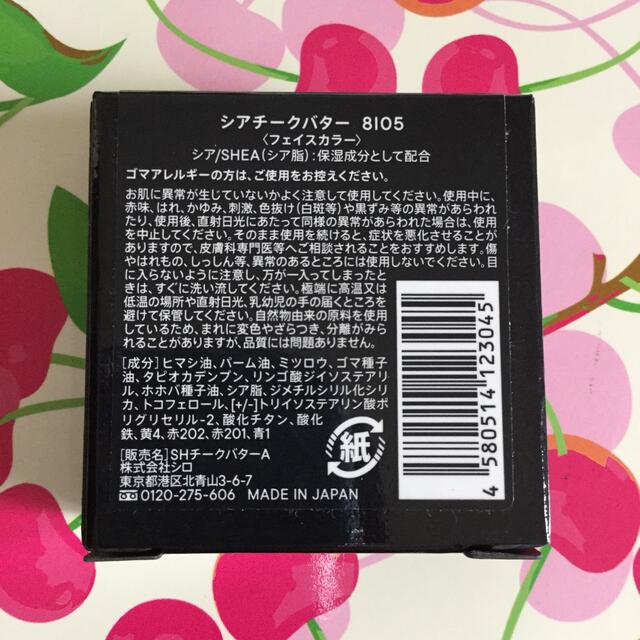 シアチークバター 8I05
〈フェイスカラー〉
シア/SHEA(シア脂):保湿成分として配合
ゴマアレルギーの方は、ご使用をお控えください。
お肌に異常が生じていないかよく注意して使用してください。使用中に、
赤味、はれ、かゆみ、刺激、色抜け(白斑等)や黒ずみ等の異常があらわれ
たり、使用後、直射日光にあたって同様の異常があらわれた場合は、使用
を中止してください。そのまま使用を続けると、症状を悪化させることが
ありますので、皮膚科専門医等へご相談されることをおすすめします。傷
やはれもの、しっしん等、異常のあるところには使用しないでください。目
に入らないように注意し、万が一入ってしまったと
きは、すぐに洗い流してください。極端に高温又は
低温の場所や直射日光、乳幼児の手の届くところを
避けて保管してください。自然物由来の原料を使用
しているため、まれに変色やざらつき、分離がみら
れることがありますが、品質には問題ありません。
[成分]ヒマシ油、パーム油、ミツロウ、ゴマ種子
油、タピオカデンプン、リンゴ酸ジイソステアリ
ル、ホホバ種子油、シア脂、ジメチルシリル化シリ
カ、トコフェロール、[+/-]トリイソステアリン酸ポ
リグリセリル-2、酸化チタン、酸化
鉄、黄4、赤202、赤201、青1
[販売名]SHチークバターA
株式会社シロ
東京都港区北青山3-6-7
0120-275-606 MADE IN JAPAN
紙
4 580514 123045